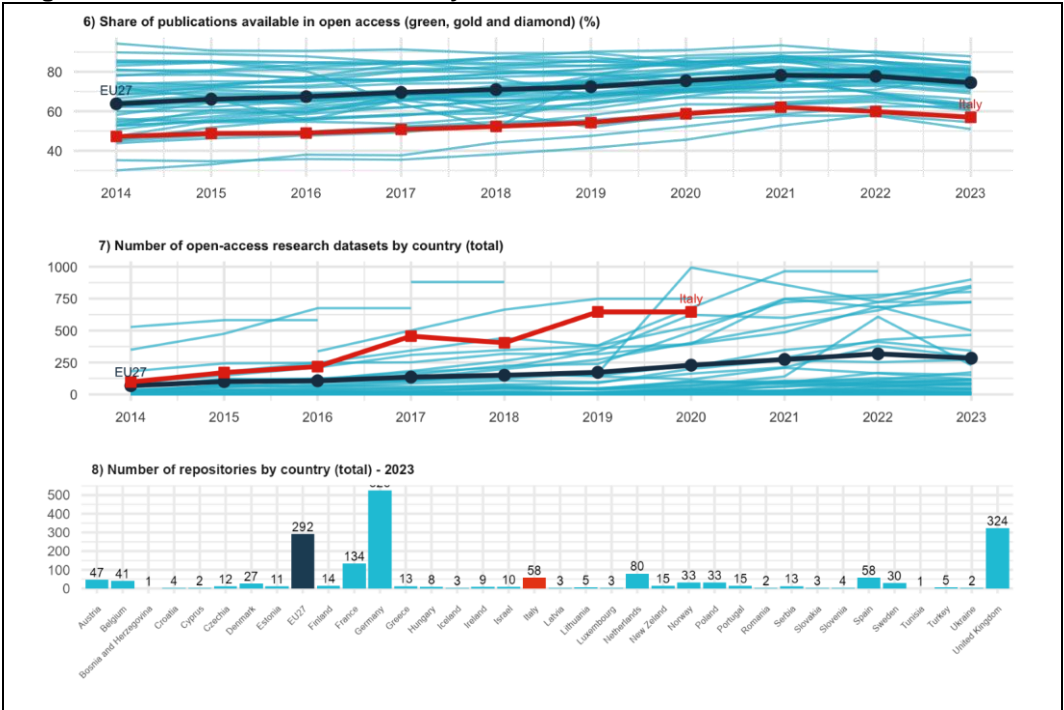 6) Share of publications available in open access (green, gold and diamond) (%)
80
EU27
60
Italy
40
2014 2015 2016 2017 2018 2019 2020 2021 2022 2023
7) Number of open-access research datasets by country (total)
1000
750
Italy
500
250
EU27
0
2014 2015 2016 2017 2018 2019 2020 2021 2022 2023
8) Number of repositories by country (total) - 2023
500
400
300
200
100
0
47 41 1 4 2 12 27 11 292 14 134 13 8 3 9 10 58 3 5 3 80 15 33 33 15 2 13 3 4 58 30 1 5 2 324
Austria
Belgium
Bosnia and Herzegovina
Croatia
Cyprus
Czechia
Denmark
Estonia
EU27
Finland
France
Germany
Greece
Hungary
Iceland
Ireland
Israel
Italy
Latvia
Lithuania
Luxembourg
Netherlands
New Zeland
Norway
Poland
Portugal
Romania
Serbia
Slovakia
Slovenia
Spain
Sweden
Tunisia
Turkey
Ukraine
United Kingdom